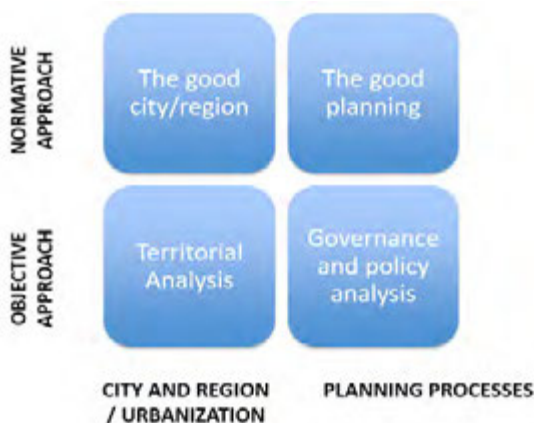 NORMATIVE
APPROACH
The good
city/region
The good
planning
OBJECTIVE
APPROACH
Territorial
Analysis
Governance
and policy
analysis
CITY AND REGION
/ URBANIZATION
PLANNING PROCESSES